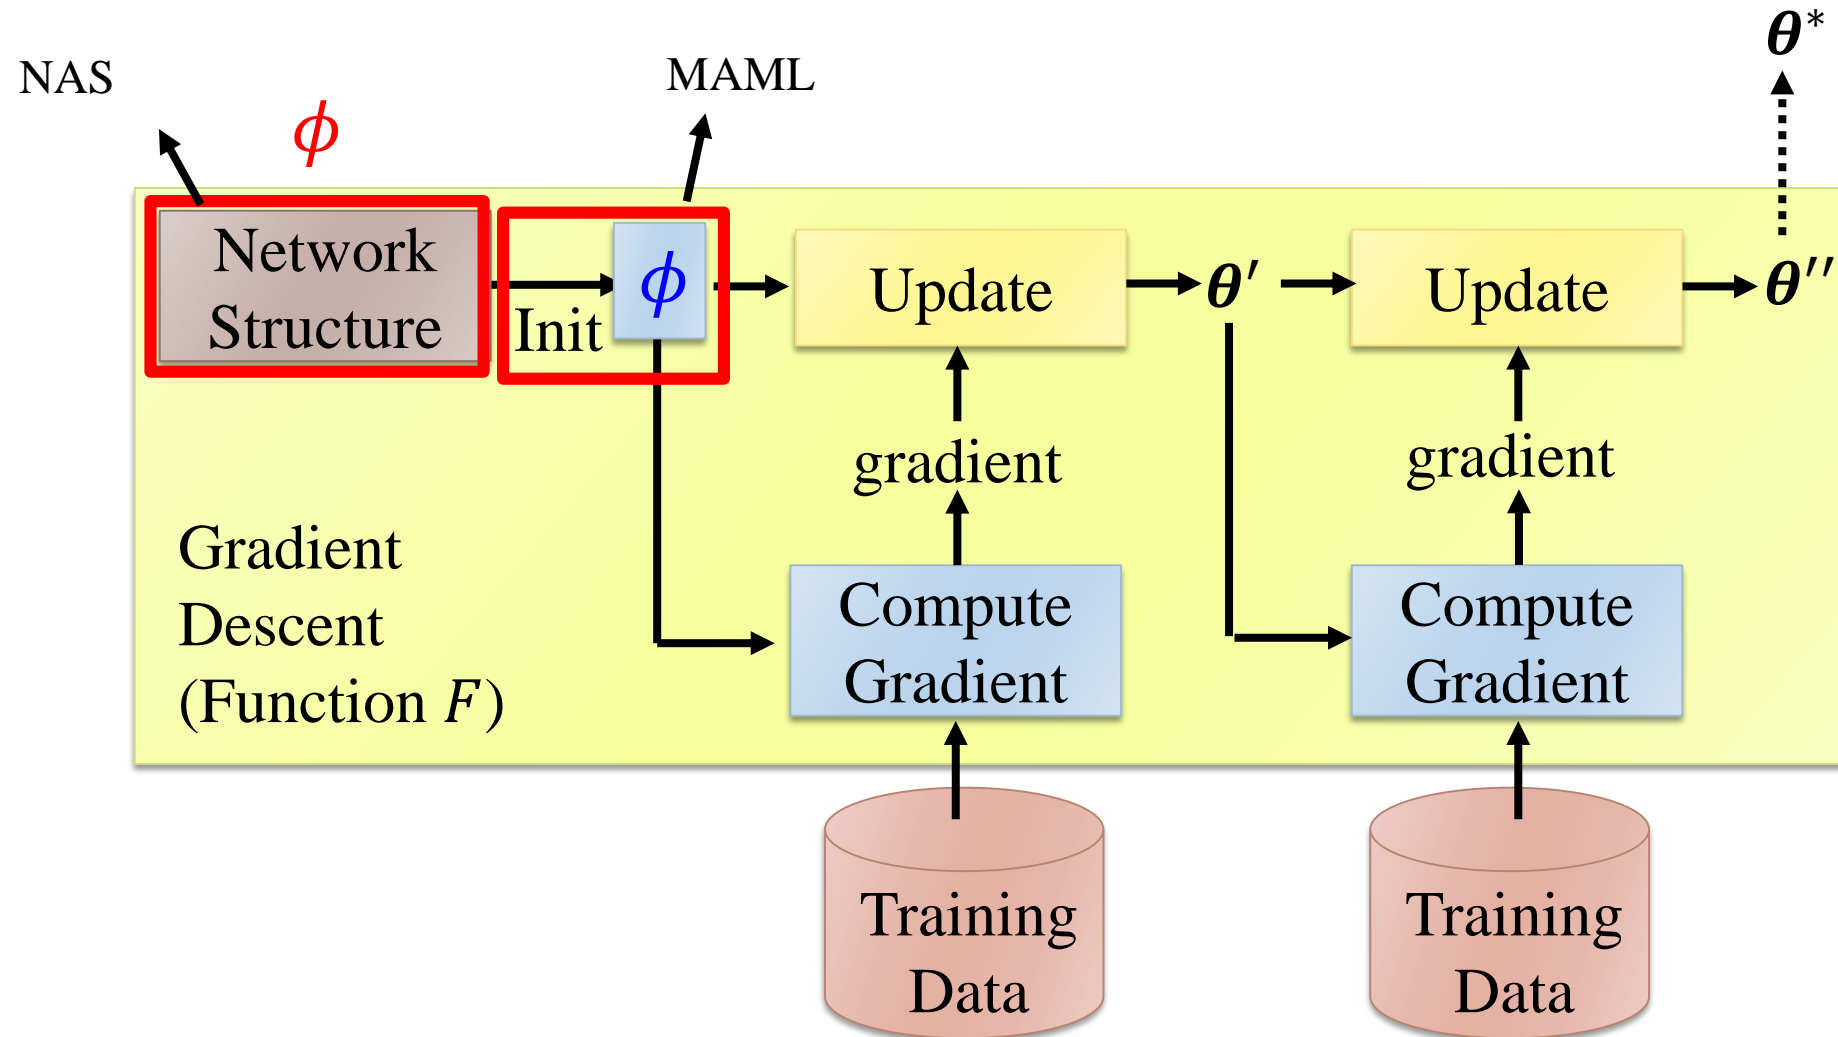 θ*
NAS
MAML
ϕ
Network
Structure
Init
ϕ
Update
θ′
Update
θ′′
gradient
gradient
Gradient
Descent
(Function F)
Compute
Gradient
Compute
Gradient
Training
Data
Training
Data